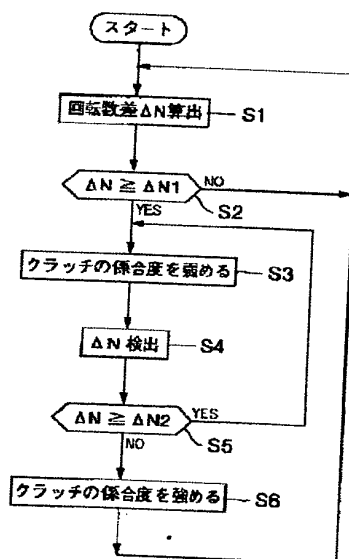 スタート
回転数差ΔN算出 S1
ΔN ≧ ΔN1 NO
S2
YES
クラッチの係合度を弱める S3
ΔN 検出 S4
ΔN ≧ ΔN2 YES
S5
NO
クラッチの係合度を強める S6